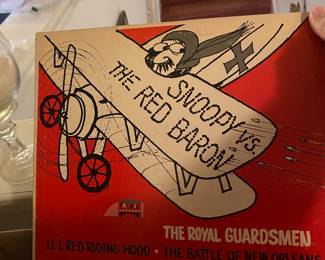 SNOOPY VS.
THE RED BARON
THE ROYAL GUARDSMEN
LI'L RED RIDING HOOD • THE BATTLE OF NEW ORLEANS